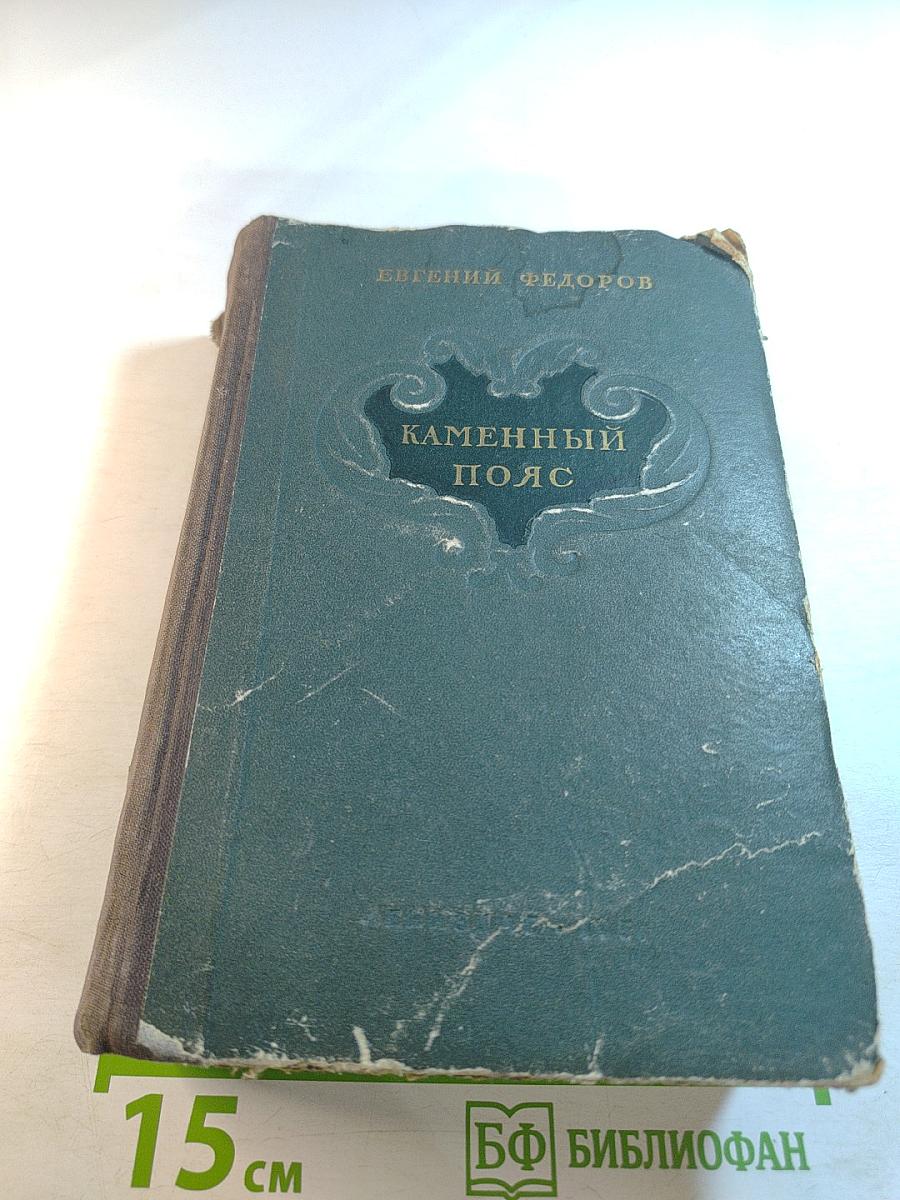 ЕВГЕНИЙ ФЕДОРОВ
КАМЕННЫЙ
ПОЯС
15 см
БФ БИБЛИОФАН